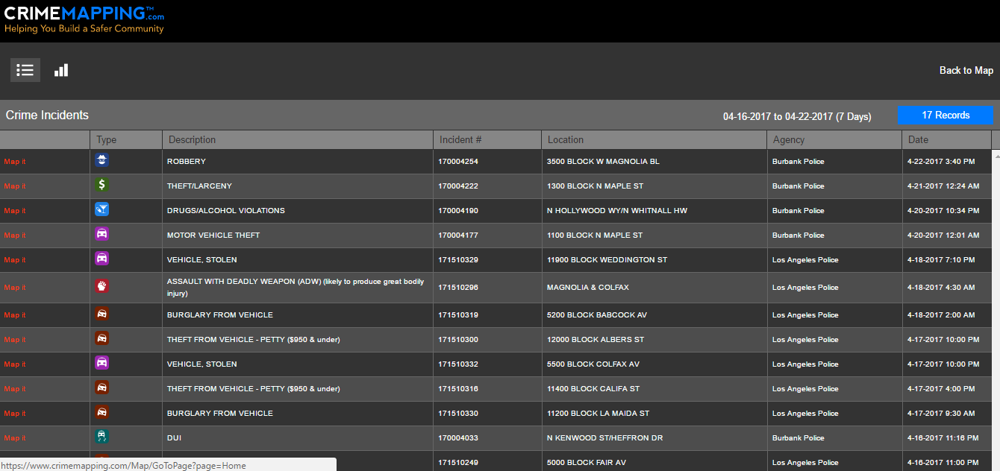 CRIMEMAPPING™.com
Helping You Build a Safer Community
Back to Map
Crime Incidents 04-16-2017 to 04-22-2017 (7 Days) 17 Records
Type Description Incident # Location Agency Date
Map it ROBBERY 170004254 3500 BLOCK W MAGNOLIA BL Burbank Police 4-22-2017 3:40 PM
Map it $ THEFT/LARCENY 170004222 1300 BLOCK N MAPLE ST Burbank Police 4-21-2017 12:24 AM
Map it DRUGS/ALCOHOL VIOLATIONS 170004190 N HOLLYWOOD WY/N WHITNALL HW Burbank Police 4-20-2017 10:34 PM
Map it MOTOR VEHICLE THEFT 170004177 1100 BLOCK N MAPLE ST Burbank Police 4-20-2017 12:01 AM
Map it VEHICLE, STOLEN 171510329 11900 BLOCK WEDDINGTON ST Los Angeles Police 4-18-2017 7:10 PM
Map it ASSAULT WITH DEADLY WEAPON (ADW) (likely to produce great bodily
injury) 171510296 MAGNOLIA & COLFAX Los Angeles Police 4-18-2017 4:30 AM
Map it BURGLARY FROM VEHICLE 171510319 5200 BLOCK BABCOCK AV Los Angeles Police 4-18-2017 2:00 AM
Map it THEFT FROM VEHICLE - PETTY ($950 & under) 171510300 12000 BLOCK ALBERS ST Los Angeles Police 4-17-2017 10:00 PM
Map it VEHICLE, STOLEN 171510332 5500 BLOCK COLFAX AV Los Angeles Police 4-17-2017 10:00 PM
Map it THEFT FROM VEHICLE - PETTY ($950 & under) 171510316 11400 BLOCK CALIFA ST Los Angeles Police 4-17-2017 4:00 PM
Map it BURGLARY FROM VEHICLE 171510330 11200 BLOCK LA MAIDA ST Los Angeles Police 4-17-2017 9:30 AM
Map it DUI 170004033 N KENWOOD ST/HEFFRON DR Burbank Police 4-16-2017 11:16 PM
171510249 5000 BLOCK FAIR AV Los Angeles Police 4-16-2017 11:00 PM
https://www.crimemapping.com/Map/GoToPage?page=Home